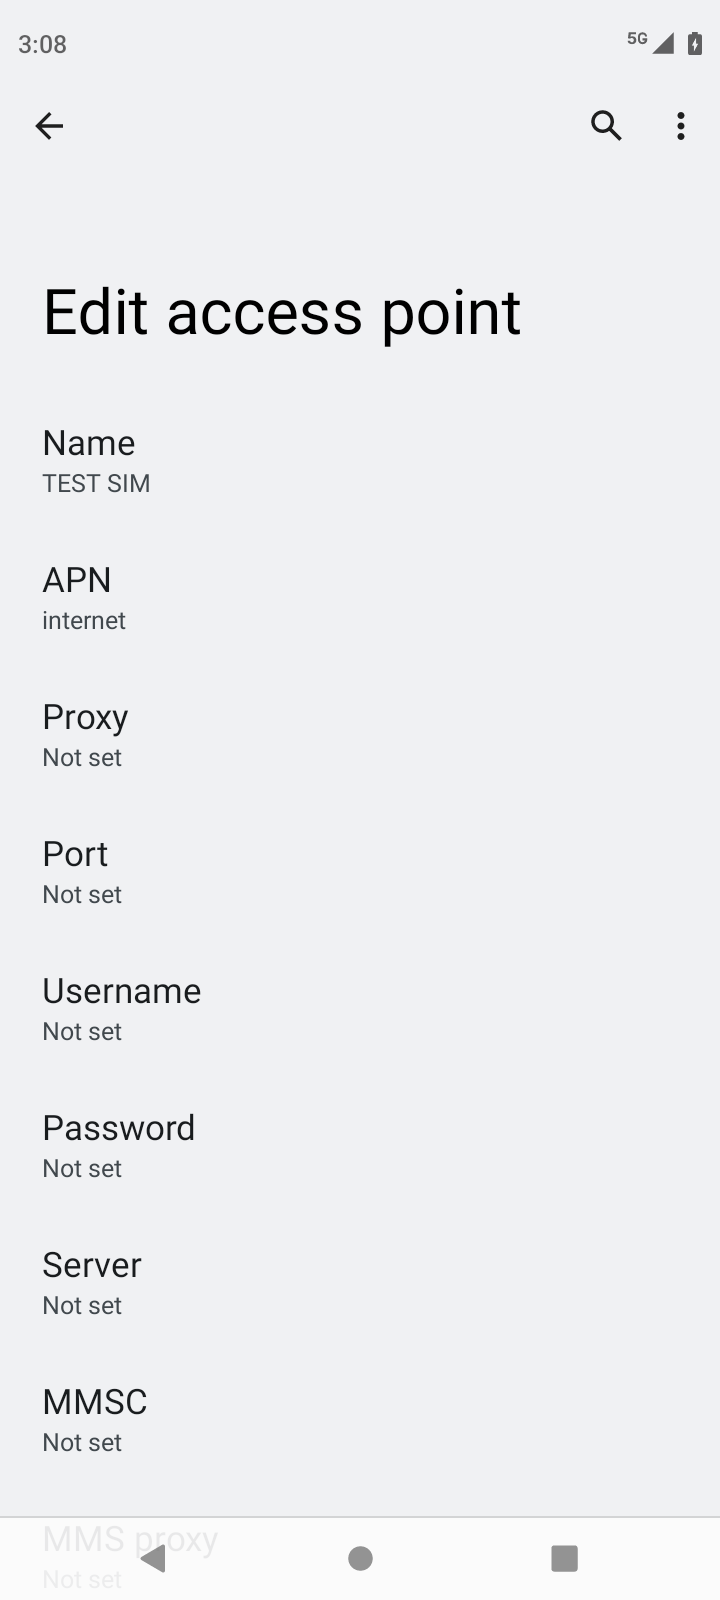 3:08
5G
Edit access point
Name
TEST SIM
APN
internet
Proxy
Not set
Port
Not set
Username
Not set
Password
Not set
Server
Not set
MMSC
Not set
MMS proxy
Not set